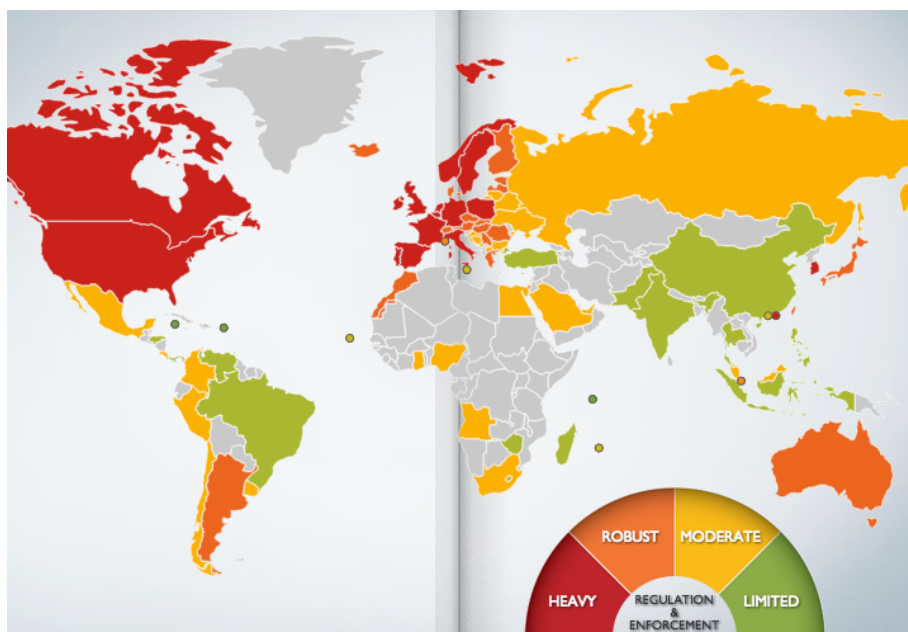 ROBUST
MODERATE
HEAVY
REGULATION
&
ENFORCEMENT
LIMITED